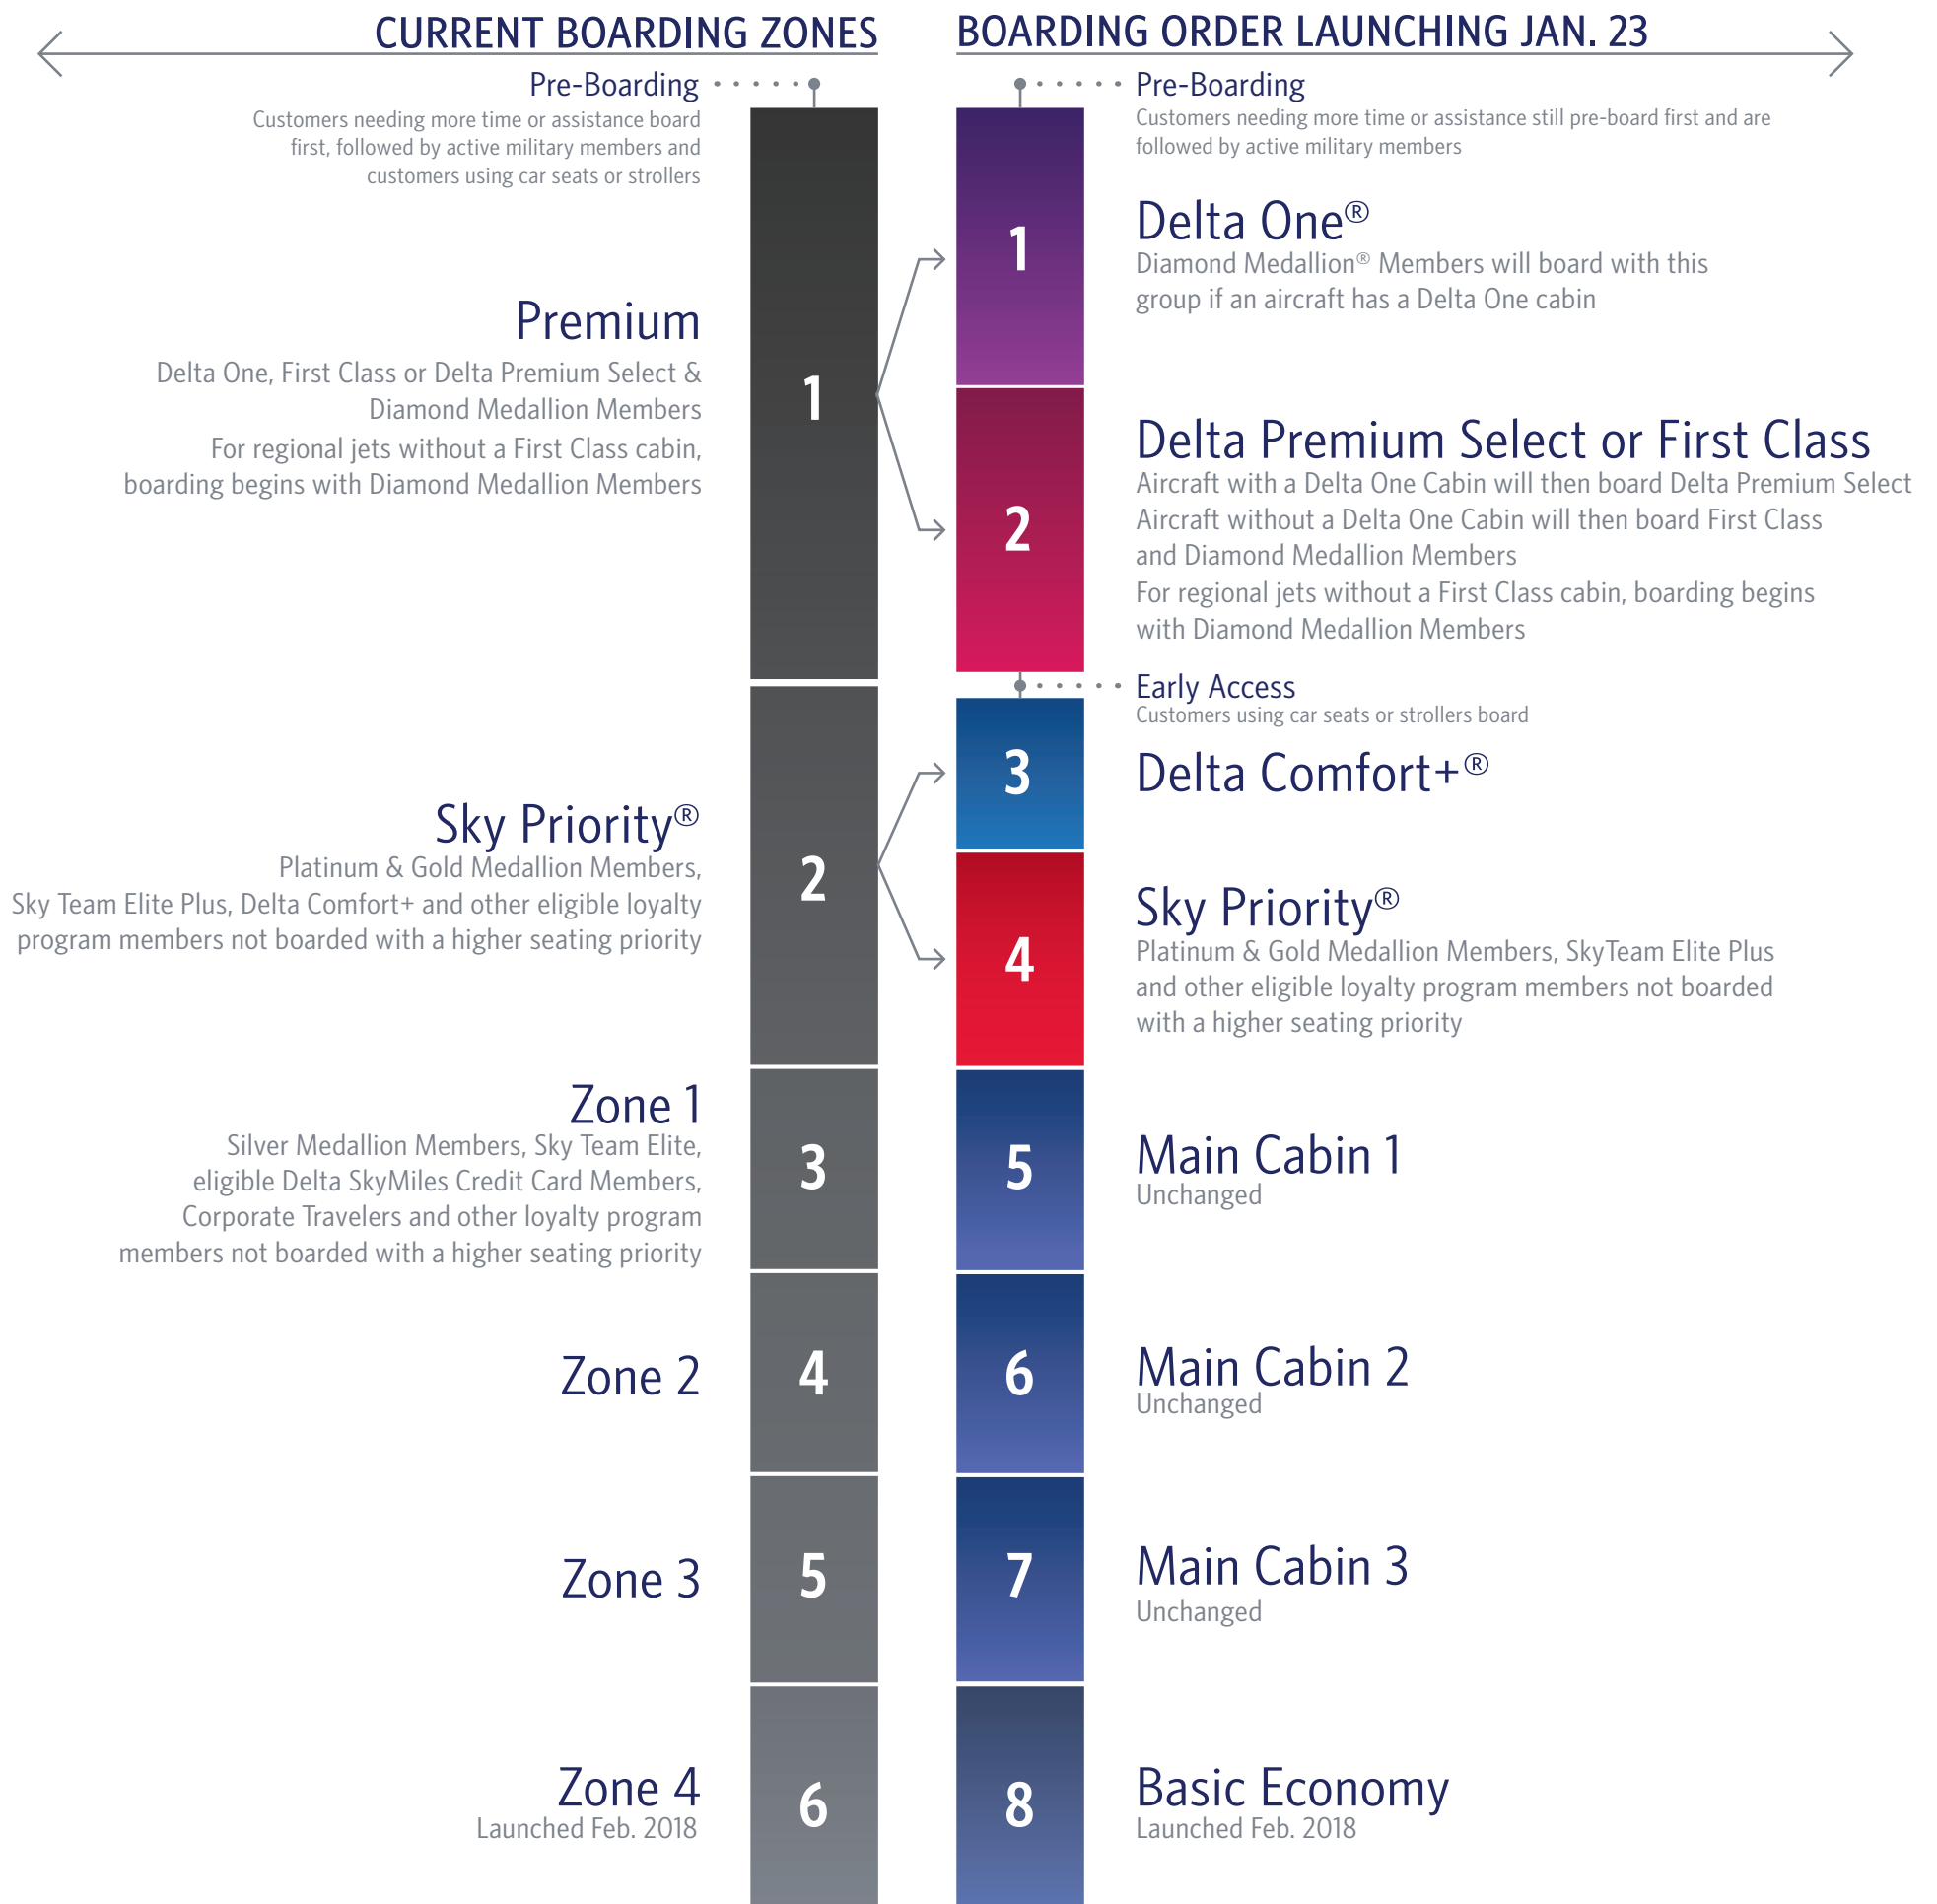 CURRENT BOARDING ZONES
Pre-Boarding
Customers needing more time or assistance board
first, followed by active military members and
customers using car seats or strollers
1
Premium
Delta One, First Class or Delta Premium Select &
Diamond Medallion Members
For regional jets without a First Class cabin,
boarding begins with Diamond Medallion Members
2
Sky Priority®
Platinum & Gold Medallion Members,
Sky Team Elite Plus, Delta Comfort+ and other eligible loyalty
program members not boarded with a higher seating priority
3
Zone 1
Silver Medallion Members, Sky Team Elite,
eligible Delta SkyMiles Credit Card Members,
Corporate Travelers and other loyalty program
members not boarded with a higher seating priority
4
Zone 2
5
Zone 3
6
Zone 4
Launched Feb. 2018
BOARDING ORDER LAUNCHING JAN. 23
Pre-Boarding
Customers needing more time or assistance still pre-board first and are
followed by active military members
1
Delta One®
Diamond Medallion® Members will board with this
group if an aircraft has a Delta One cabin
2
Delta Premium Select or First Class
Aircraft with a Delta One Cabin will then board Delta Premium Select
Aircraft without a Delta One Cabin will then board First Class
and Diamond Medallion Members
For regional jets without a First Class cabin, boarding begins
with Diamond Medallion Members
Early Access
Customers using car seats or strollers board
3
Delta Comfort+®
4
Sky Priority®
Platinum & Gold Medallion Members, SkyTeam Elite Plus
and other eligible loyalty program members not boarded
with a higher seating priority
5
Main Cabin 1
Unchanged
6
Main Cabin 2
Unchanged
7
Main Cabin 3
Unchanged
8
Basic Economy
Launched Feb. 2018